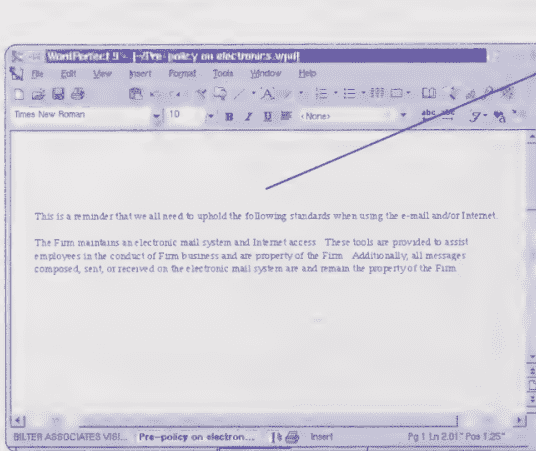 WordPerfect 9 - [~/Pre-policy on electronics.wpd]
File Edit View Insert Format Tools Window Help
Times New Roman 10 B I U <None> abc abc
This is a reminder that we all need to uphold the following standards when using the e-mail and/or Internet.
The Firm maintains an electronic mail system and Internet access These tools are provided to assist
employees in the conduct of Firm business and are property of the Firm Additionally, all messages
composed, sent, or received on the electronic mail system are and remain the property of the Firm
BILTER ASSOCIATES VISI... Pre-policy on electron... Insert Pg 1 Ln 2.01" Pos 1.25"